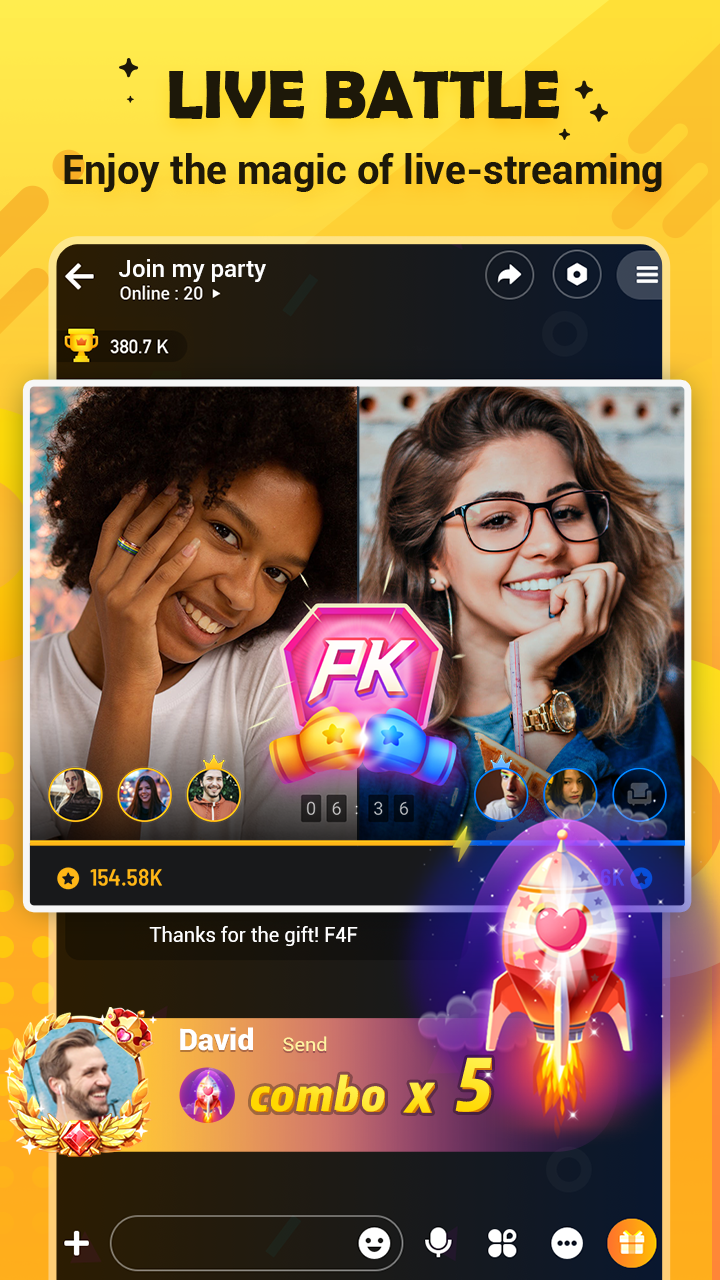 LIVE BATTLE
Enjoy the magic of live-streaming
Join my party
Online : 20
380.7 K
PK
06:36
154.58K
6K
Thanks for the gift! F4F
David Send
combo x 5